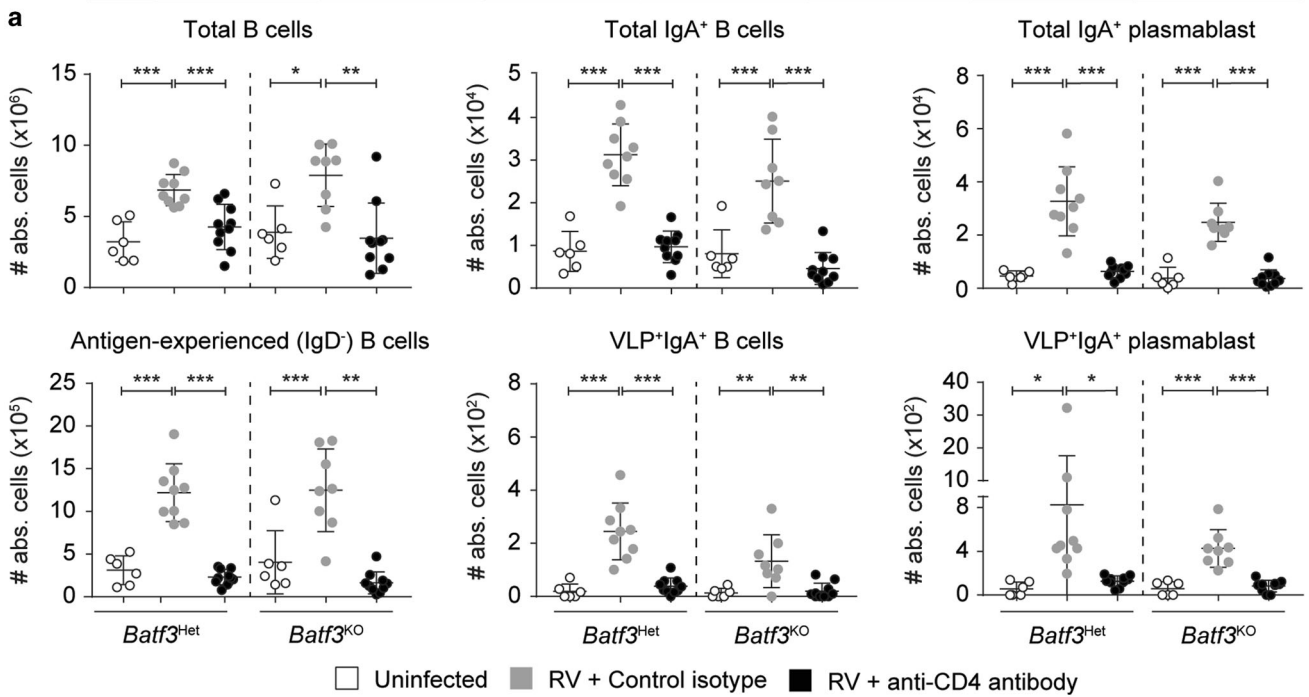 a
Total B cells
# abs. cells (x10⁶)
15
10
5
0
*** *** * **
Total IgA⁺ B cells
# abs. cells (x10⁴)
5
4
3
2
1
0
*** *** *** ***
Total IgA⁺ plasmablast
# abs. cells (x10⁴)
8
6
4
2
0
*** *** *** ***
Antigen-experienced (IgD⁻) B cells
# abs. cells (x10⁵)
25
20
15
10
5
0
*** *** *** **
Batf3ᴴᵉᵗ Batf3ᴷᴼ
VLP⁺IgA⁺ B cells
# abs. cells (x10²)
8
6
4
2
0
*** *** ** **
Batf3ᴴᵉᵗ Batf3ᴷᴼ
VLP⁺IgA⁺ plasmablast
# abs. cells (x10²)
40
30
20
10
8
4
0
* * *** ***
Batf3ᴴᵉᵗ Batf3ᴷᴼ
Uninfected RV + Control isotype RV + anti-CD4 antibody